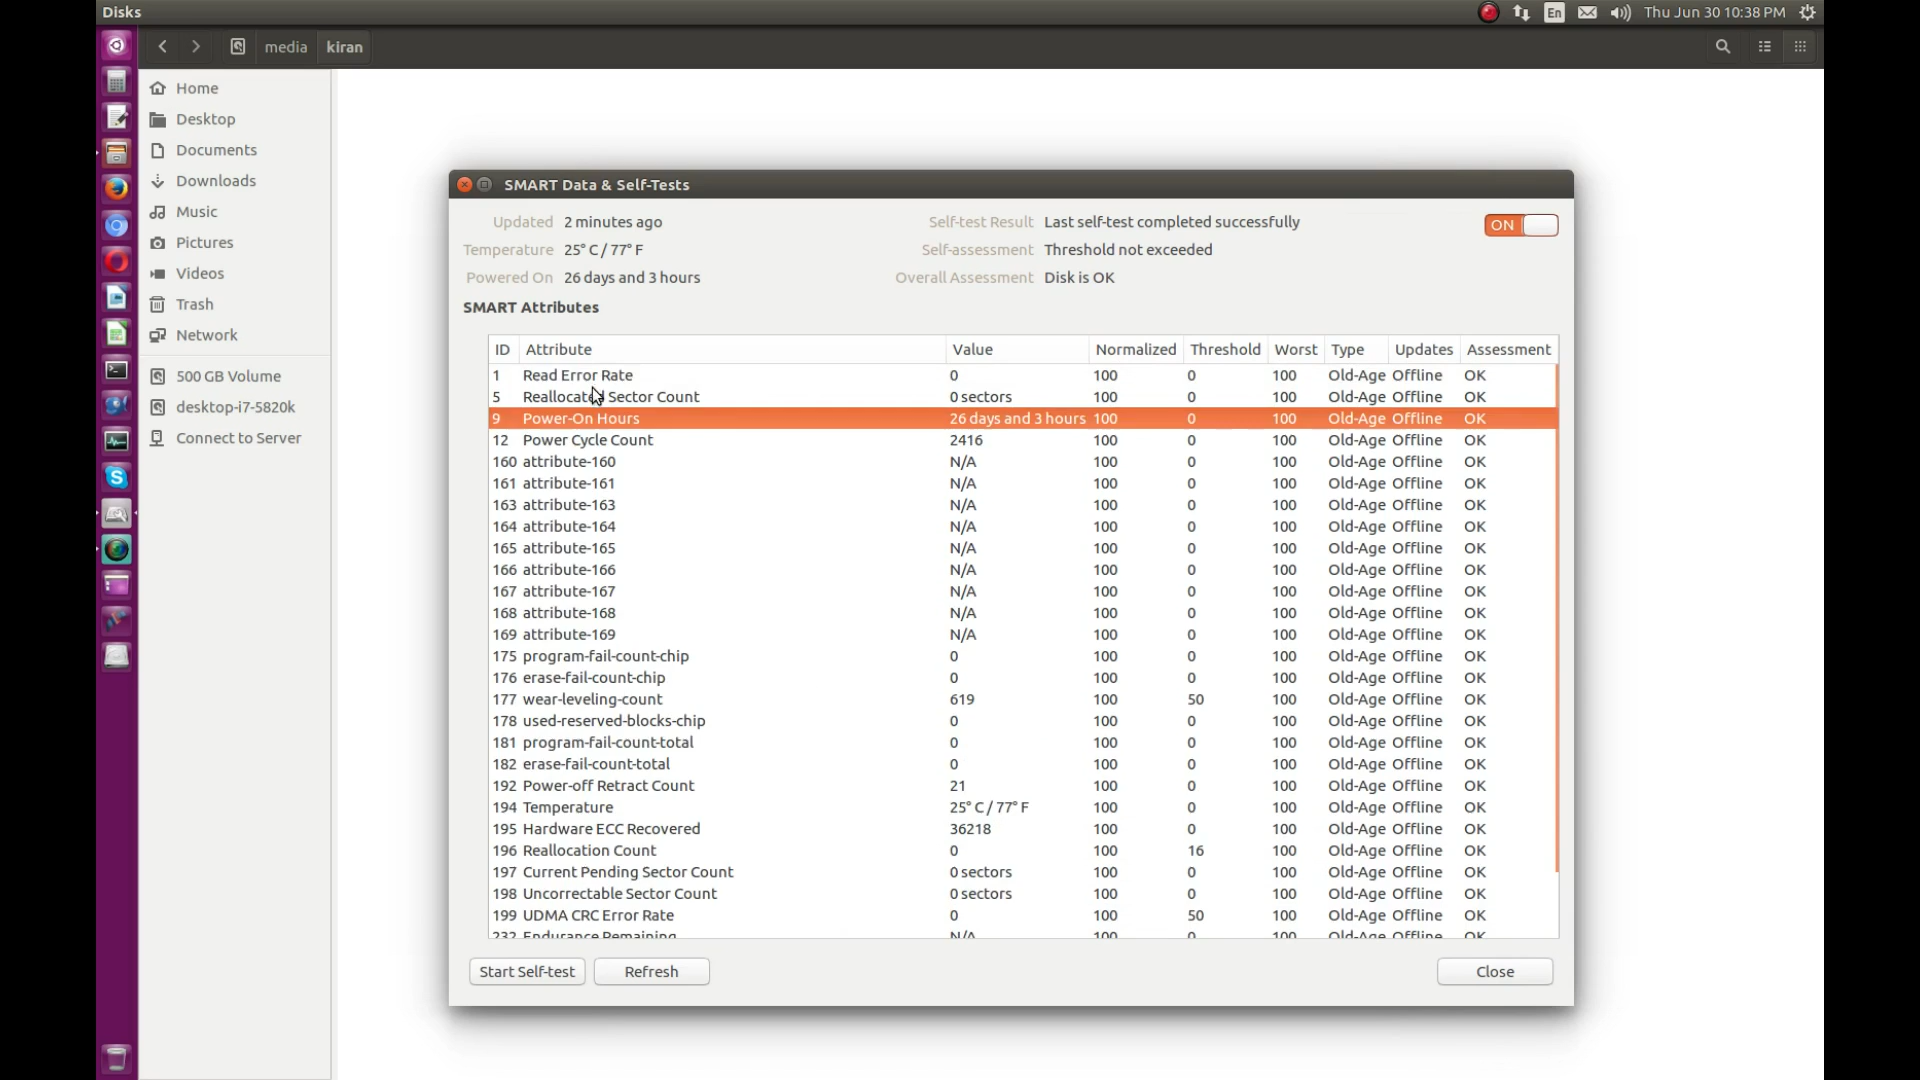 Disks
En
Thu Jun 30 10:38 PM
media
kiran
Home
Desktop
Documents
Downloads
Music
Pictures
Videos
Trash
Network
500 GB Volume
desktop-i7-5820k
Connect to Server
SMART Data & Self-Tests
Updated 2 minutes ago Self-test Result Last self-test completed successfully ON
Temperature 25° C / 77° F Self-assessment Threshold not exceeded
Powered On 26 days and 3 hours Overall Assessment Disk is OK
SMART Attributes
ID Attribute Value Normalized Threshold Worst Type Updates Assessment
1 Read Error Rate 0 100 0 100 Old-Age Offline OK
5 Reallocated Sector Count 0 sectors 100 0 100 Old-Age Offline OK
9 Power-On Hours 26 days and 3 hours 100 0 100 Old-Age Offline OK
12 Power Cycle Count 2416 100 0 100 Old-Age Offline OK
160 attribute-160 N/A 100 0 100 Old-Age Offline OK
161 attribute-161 N/A 100 0 100 Old-Age Offline OK
163 attribute-163 N/A 100 0 100 Old-Age Offline OK
164 attribute-164 N/A 100 0 100 Old-Age Offline OK
165 attribute-165 N/A 100 0 100 Old-Age Offline OK
166 attribute-166 N/A 100 0 100 Old-Age Offline OK
167 attribute-167 N/A 100 0 100 Old-Age Offline OK
168 attribute-168 N/A 100 0 100 Old-Age Offline OK
169 attribute-169 N/A 100 0 100 Old-Age Offline OK
175 program-fail-count-chip 0 100 0 100 Old-Age Offline OK
176 erase-fail-count-chip 0 100 0 100 Old-Age Offline OK
177 wear-leveling-count 619 100 50 100 Old-Age Offline OK
178 used-reserved-blocks-chip 0 100 0 100 Old-Age Offline OK
181 program-fail-count-total 0 100 0 100 Old-Age Offline OK
182 erase-fail-count-total 0 100 0 100 Old-Age Offline OK
192 Power-off Retract Count 21 100 0 100 Old-Age Offline OK
194 Temperature 25° C / 77° F 100 0 100 Old-Age Offline OK
195 Hardware ECC Recovered 36218 100 0 100 Old-Age Offline OK
196 Reallocation Count 0 100 16 100 Old-Age Offline OK
197 Current Pending Sector Count 0 sectors 100 0 100 Old-Age Offline OK
198 Uncorrectable Sector Count 0 sectors 100 0 100 Old-Age Offline OK
199 UDMA CRC Error Rate 0 100 50 100 Old-Age Offline OK
232 Endurance Remaining N/A 100 0 100 Old-Age Offline OK
Start Self-test
Refresh
Close